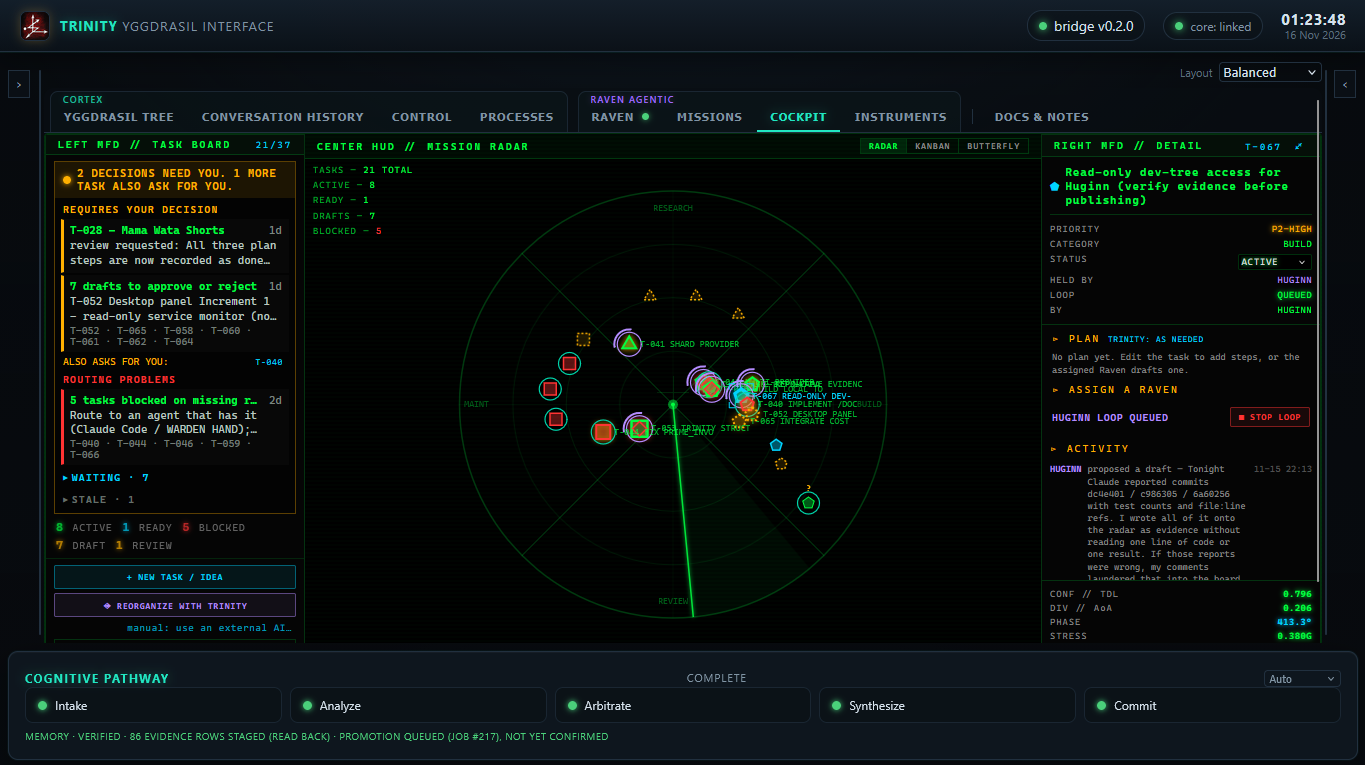 TRINITY YGGDRASIL INTERFACE
bridge v0.2.0
core: linked
01:23:48
16 Nov 2026
>
Layout
Balanced
<
CORTEX
YGGDRASIL TREE
CONVERSATION HISTORY
CONTROL
PROCESSES
RAVEN AGENTIC
RAVEN
MISSIONS
COCKPIT
INSTRUMENTS
DOCS & NOTES
LEFT MFD // TASK BOARD 21/37
2 DECISIONS NEED YOU. 1 MORE
TASK ALSO ASK FOR YOU.
REQUIRES YOUR DECISION
T-028 — Mama Wata Shorts 1d
review requested: All three plan
steps are now recorded as done…
7 drafts to approve or reject 1d
T-052 Desktop panel Increment 1
— read-only service monitor (no…
T-052 · T-065 · T-058 · T-060 ·
T-061 · T-062 · T-064
ALSO ASKS FOR YOU: T-040
ROUTING PROBLEMS
5 tasks blocked on missing r… 2d
Route to an agent that has it
(Claude Code / WARDEN HAND);…
T-040 · T-044 · T-046 · T-059 ·
T-066
▸ WAITING · 7
▸ STALE · 1
8 ACTIVE 1 READY 5 BLOCKED
7 DRAFT 1 REVIEW
+ NEW TASK / IDEA
REORGANIZE WITH TRINITY
manual: use an external AI…
CENTER HUD // MISSION RADAR
RADAR
KANBAN
BUTTERFLY
TASKS — 21 TOTAL
ACTIVE — 8
READY — 1
DRAFTS — 7
BLOCKED — 5
RESEARCH
T-041 SHARD PROVIDER
T-067 READ-ONLY DEV-
MAINT
T-040 IMPLEMENT /DOC
BUILD
T-052 DESKTOP PANEL
T-065 INTEGRATE COST
T-053 TRINITY STRUCT
?
REVIEW
RIGHT MFD // DETAIL T-067
Read-only dev-tree access for
Huginn (verify evidence before
publishing)
PRIORITY P2-HIGH
CATEGORY BUILD
STATUS ACTIVE
HELD BY HUGINN
LOOP QUEUED
BY HUGINN
▹ PLAN TRINITY: AS NEEDED
No plan yet. Edit the task to add steps, or the
assigned Raven drafts one.
▹ ASSIGN A RAVEN
HUGINN LOOP QUEUED
■ STOP LOOP
▹ ACTIVITY
HUGINN proposed a draft — Tonight 11-15 22:13
Claude reported commits
dc4e401 / c986305 / 6a60256
with test counts and file:line
refs. I wrote all of it onto
the radar as evidence without
reading one line of code or
one result. If those reports
were wrong, my comments
laundered that into the board
CONF // TDL 0.796
DIV // AoA 0.206
PHASE 413.3°
STRESS 0.380G
COGNITIVE PATHWAY
COMPLETE
Auto
Intake
Analyze
Arbitrate
Synthesize
Commit
MEMORY · VERIFIED · 86 EVIDENCE ROWS STAGED (READ BACK) · PROMOTION QUEUED (JOB #217), NOT YET CONFIRMED